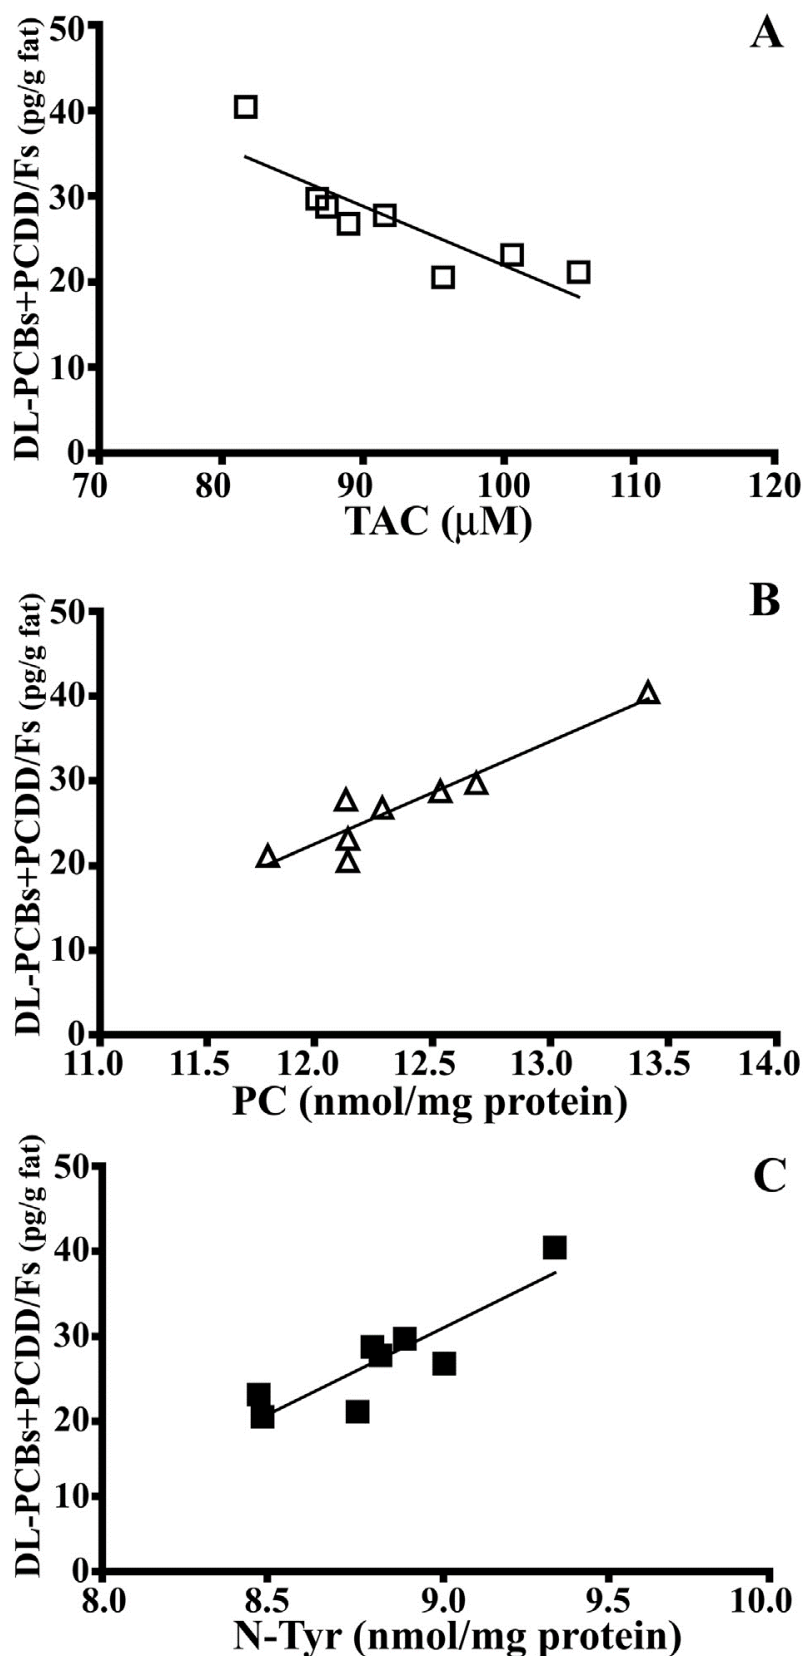 A
DL-PCBs+PCDD/Fs (pg/g fat)
50
40
30
20
10
0
70 80 90 100 110 120
TAC (μM)
B
DL-PCBs+PCDD/Fs (pg/g fat)
50
40
30
20
10
0
11.0 11.5 12.0 12.5 13.0 13.5 14.0
PC (nmol/mg protein)
C
DL-PCBs+PCDD/Fs (pg/g fat)
50
40
30
20
10
0
8.0 8.5 9.0 9.5 10.0
N-Tyr (nmol/mg protein)